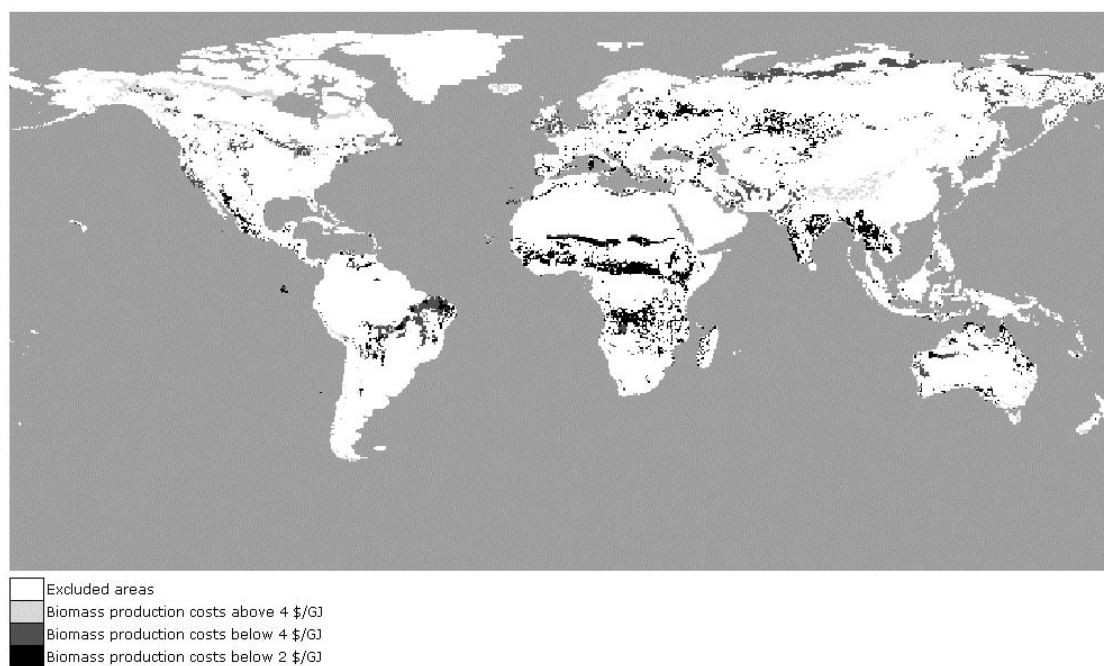 Excluded areas
Biomass production costs above 4 $/GJ
Biomass production costs below 4 $/GJ
Biomass production costs below 2 $/GJ